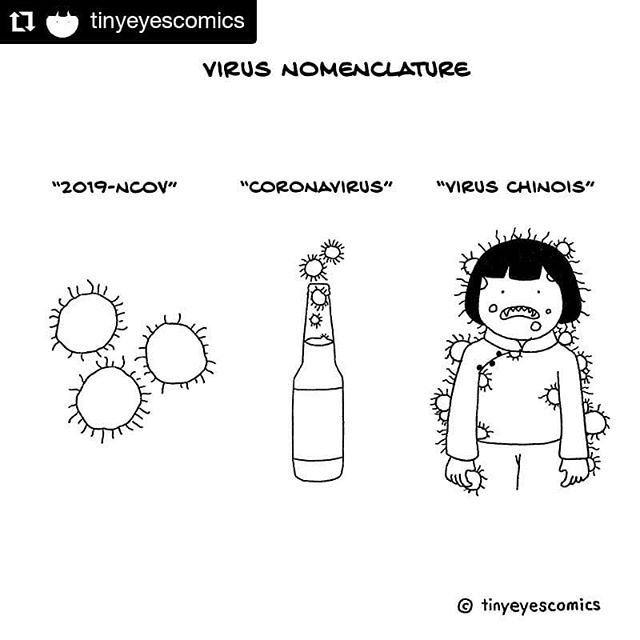 tinyeyescomics
VIRUS NOMENCLATURE
"2019-NCOV"
"CORONAVIRUS"
"VIRUS CHINOIS"
© tinyeyescomics